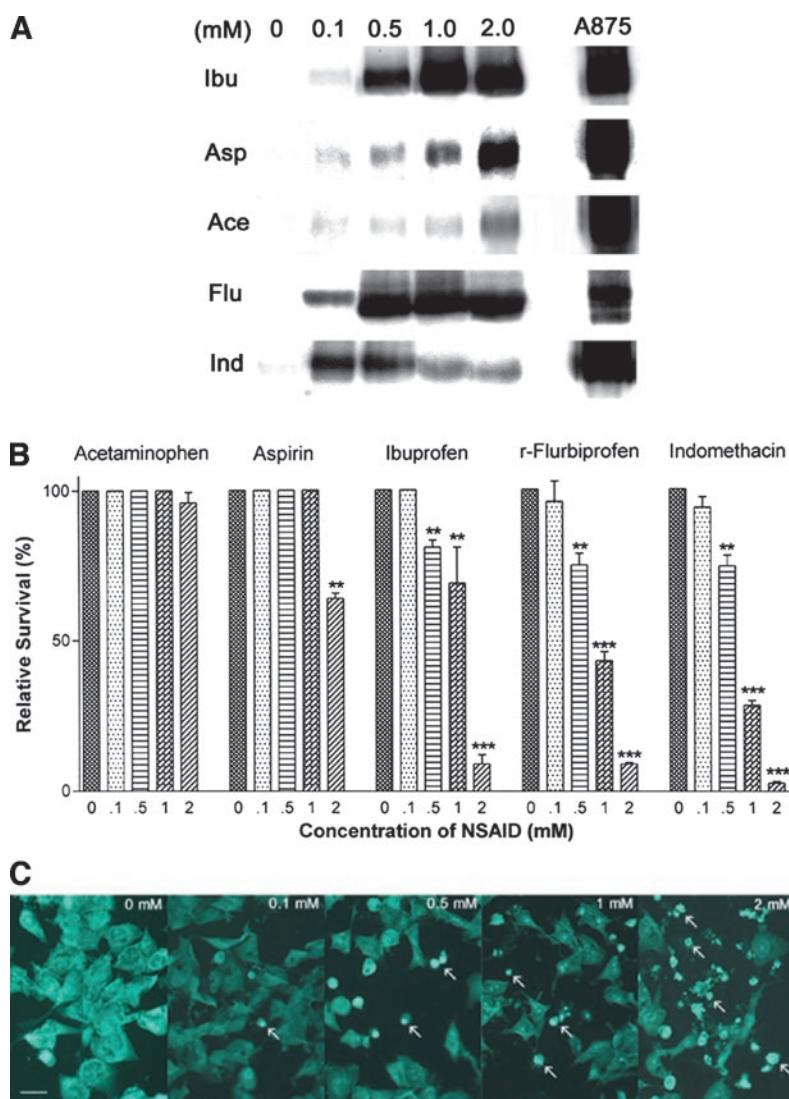 A
(mM) 0 0.1 0.5 1.0 2.0 A875
Ibu
Asp
Ace
Flu
Ind
B
Acetaminophen Aspirin Ibuprofen r-Flurbiprofen Indomethacin
100
50
0
Relative Survival (%)
** ** ** *** ** *** *** ** *** ***
0 .1 .5 1 2 0 .1 .5 1 2 0 .1 .5 1 2 0 .1 .5 1 2 0 .1 .5 1 2
Concentration of NSAID (mM)
C
0 mM 0.1 mM 0.5 mM 1 mM 2 mM